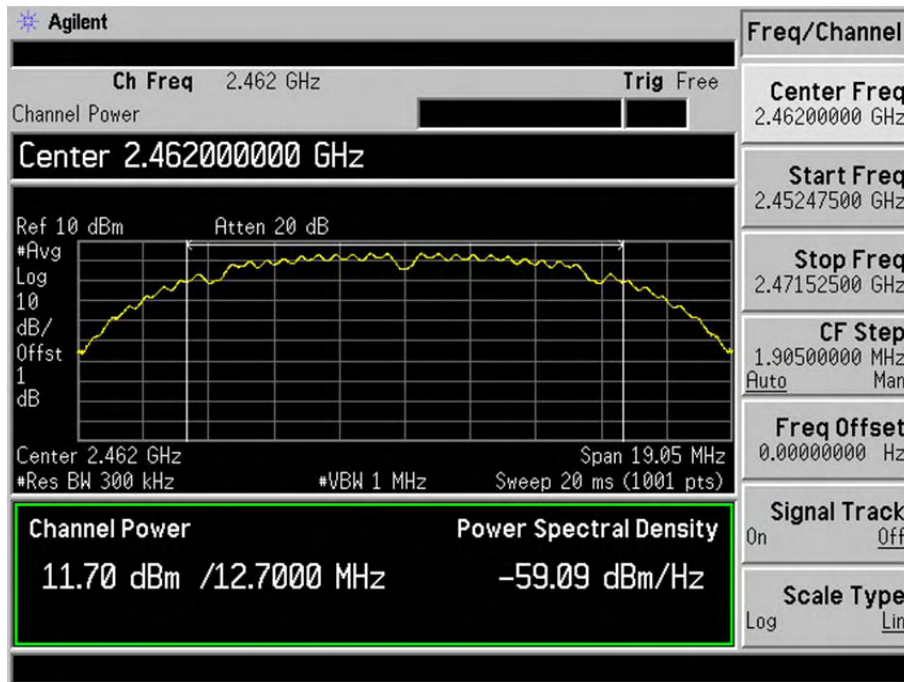 Agilent
Freq/Channel
Ch Freq 2.462 GHz Trig Free
Channel Power
Center 2.462000000 GHz
Ref 10 dBm Atten 20 dB
#Avg
Log
10
dB/
Offst
1
dB
Center 2.462 GHz Span 19.05 MHz
#Res BW 300 kHz #VBW 1 MHz Sweep 20 ms (1001 pts)
Channel Power Power Spectral Density
11.70 dBm /12.7000 MHz -59.09 dBm/Hz
Center Freq
2.46200000 GHz
Start Freq
2.45247500 GHz
Stop Freq
2.47152500 GHz
CF Step
1.90500000 MHz
Auto Man
Freq Offset
0.00000000 Hz
Signal Track
On Off
Scale Type
Log Lin